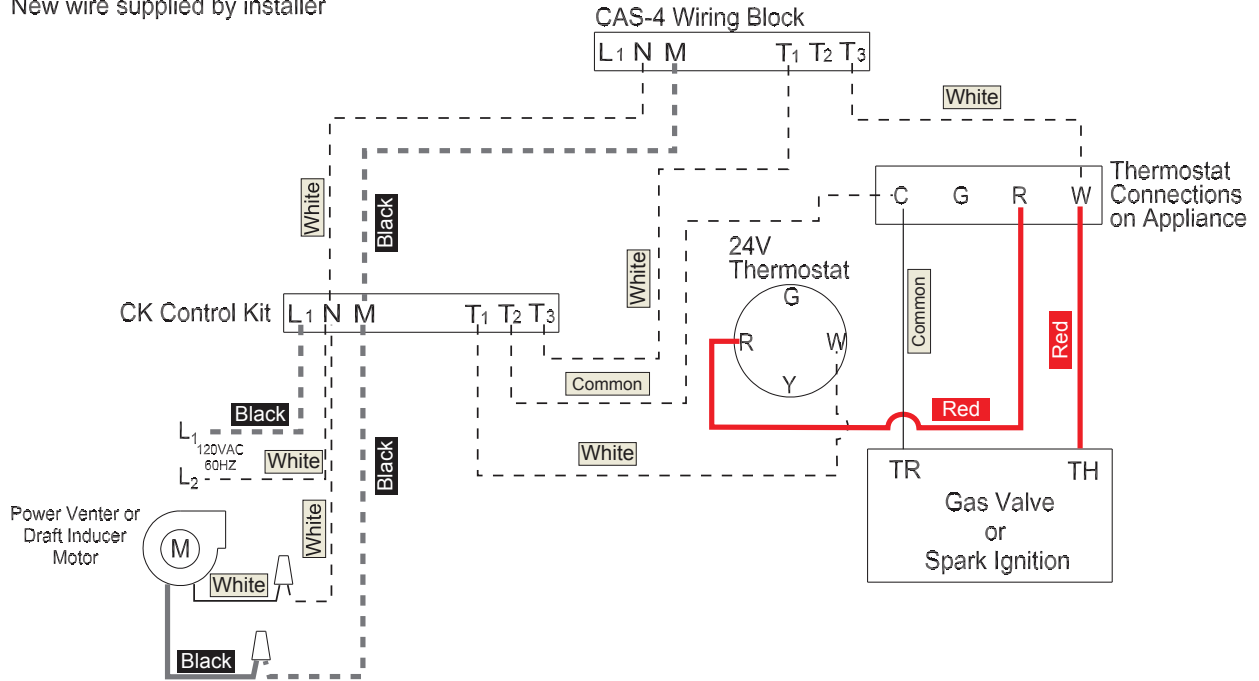 New wire supplied by installer
CAS-4 Wiring Block
L1 N M T1 T2 T3
White
Thermostat
Connections
on Appliance
C G R W
White
Black
White
24V
Thermostat
G
R W
Y
Common
Red
CK Control Kit
L1 N M T1 T2 T3
Common
Red
Black
L1
120VAC
60HZ
L2
White
Black
White
TR TH
Gas Valve
or
Spark Ignition
Power Venter or
Draft Inducer
Motor
M
White
White
Black